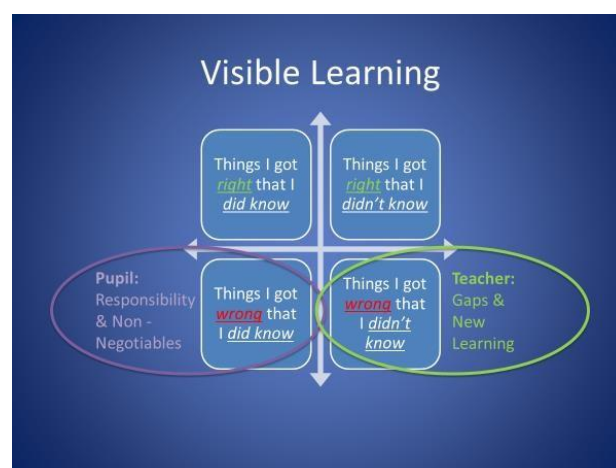 Visible Learning
Things I got
right that I
did know
Things I got
right that I
didn't know
Pupil:
Responsibility
& Non -
Negotiables
Things I got
wrong that
I did know
Things I got
wrong that
I didn't
know
Teacher:
Gaps &
New
Learning